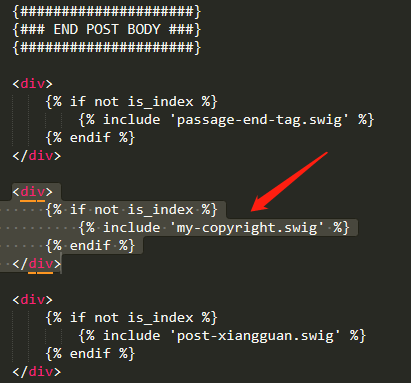 {#####################}
{### END POST BODY ###}
{#####################}
<div>
{% if not is_index %}
{% include 'passage-end-tag.swig' %}
{% endif %}
</div>
<div>
{% if not is_index %}
{% include 'my-copyright.swig' %}
{% endif %}
</div>
<div>
{% if not is_index %}
{% include 'post-xiangguan.swig' %}
{% endif %}